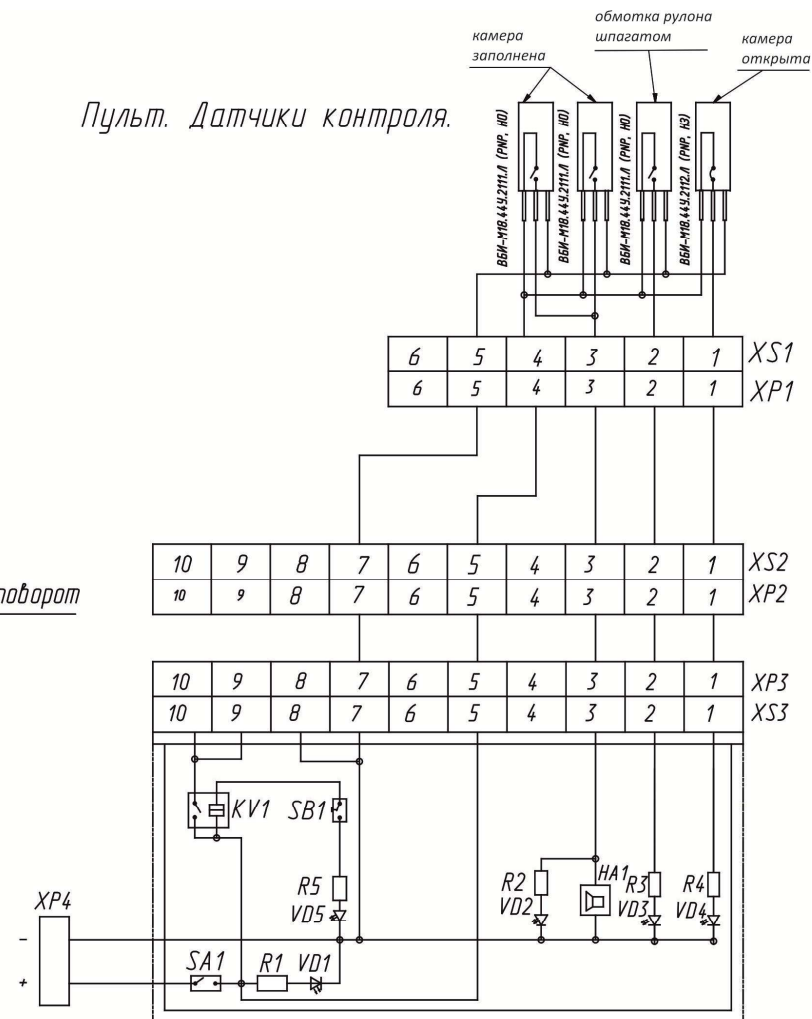 обмотка рулона
шпагатом
камера
заполнена
камера
открыта
Пульт. Датчики контроля.
ВБИ-М18.44У.2111.Л (PNP, НО)
ВБИ-М18.44У.2111.Л (PNP, НО)
ВБИ-М18.44У.2111.Л (PNP, НО)
ВБИ-М18.44У.2112.Л (PNP, НЗ)
6 5 4 3 2 1 XS1
6 5 4 3 2 1 XP1
10 9 8 7 6 5 4 3 2 1 XS2
поворот
10 9 8 7 6 5 4 3 2 1 XP2
10 9 8 7 6 5 4 3 2 1 XP3
10 9 8 7 6 5 4 3 2 1 XS3
KV1 SB1
R5
VD5
R2
VD2
HA1
R3
VD3
R4
VD4
XP4
-
SA1 R1 VD1
+